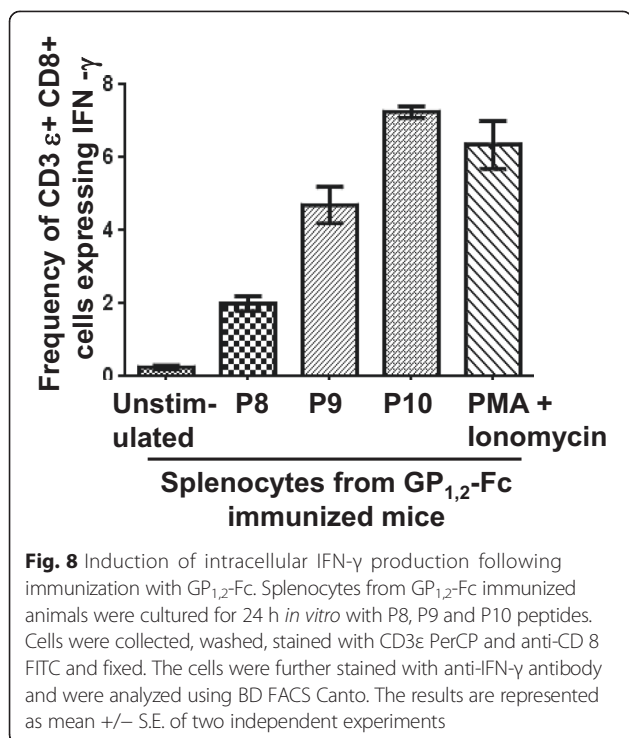 Frequency of CD3 ε+ CD8+
cells expressing IFN -γ
8
6
4
2
0
Unstim-
ulated
P8
P9
P10
PMA +
Ionomycin
Splenocytes from GP1,2-Fc
immunized mice
Fig. 8 Induction of intracellular IFN-γ production following
immunization with GP1,2-Fc. Splenocytes from GP1,2-Fc immunized
animals were cultured for 24 h in vitro with P8, P9 and P10 peptides.
Cells were collected, washed, stained with CD3ε PerCP and anti-CD 8
FITC and fixed. The cells were further stained with anti-IFN-γ antibody
and were analyzed using BD FACS Canto. The results are represented
as mean +/− S.E. of two independent experiments